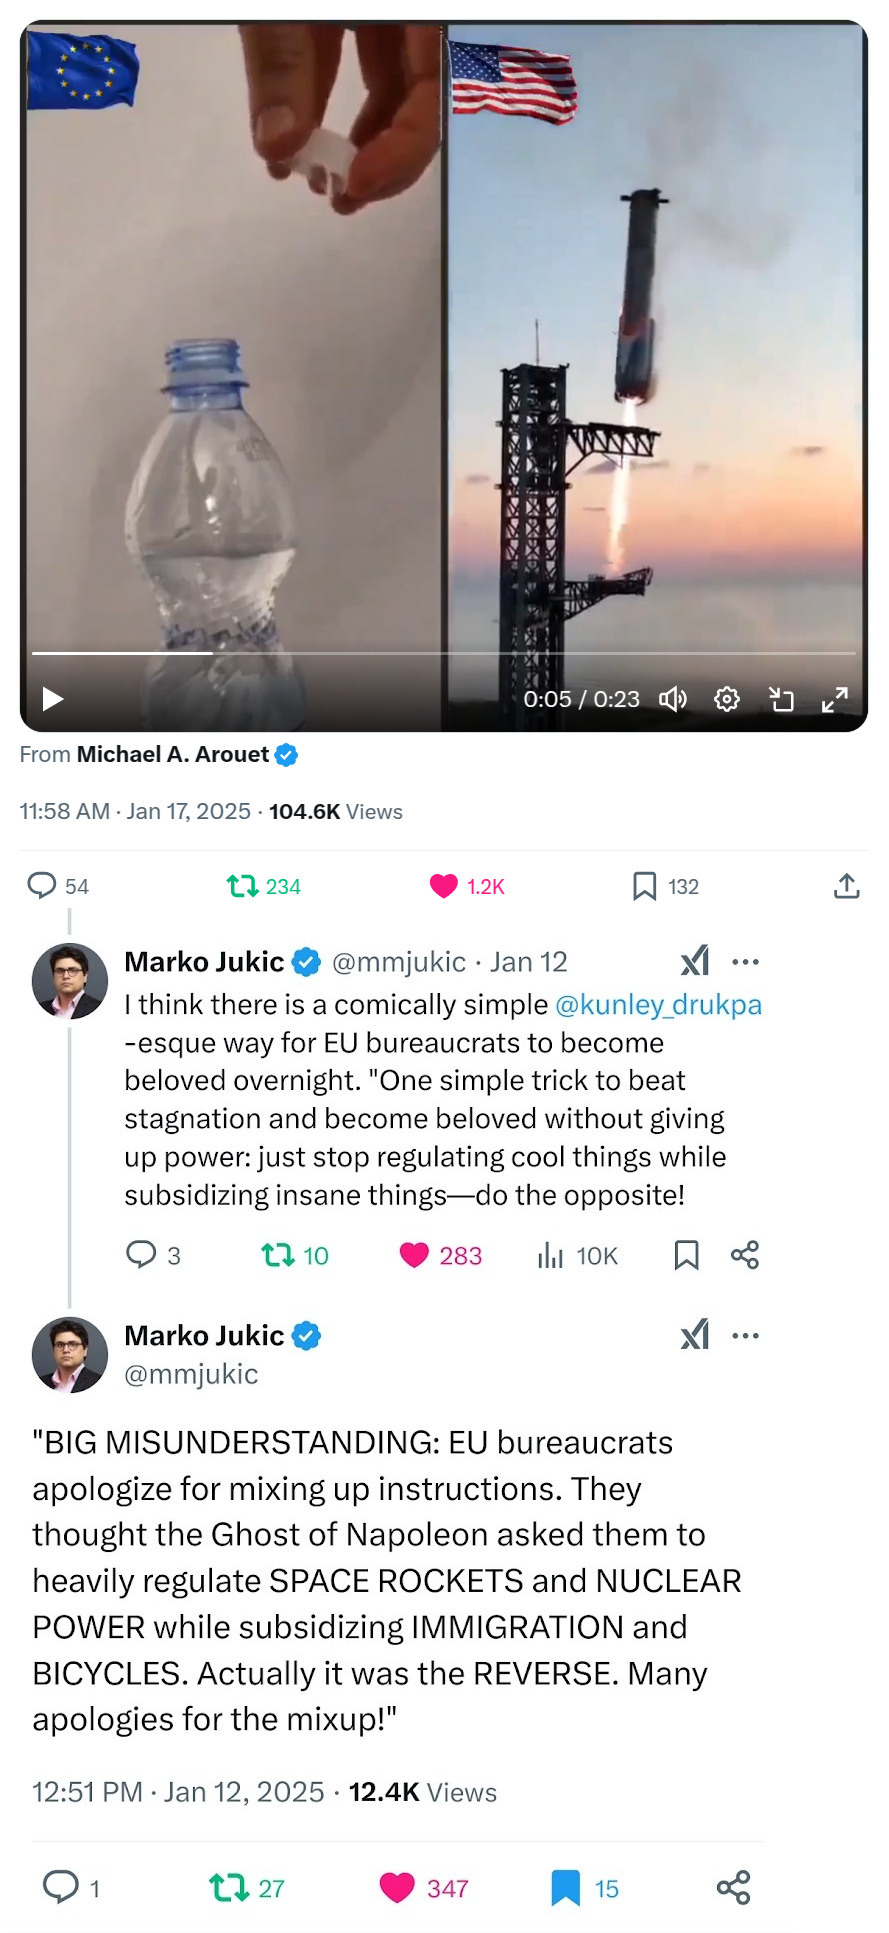 0:05 / 0:23
From Michael A. Arouet
11:58 AM · Jan 17, 2025 · 104.6K Views
54 234 1.2K 132
Marko Jukic @mmjukic · Jan 12
I think there is a comically simple @kunley_drukpa
-esque way for EU bureaucrats to become
beloved overnight. "One simple trick to beat
stagnation and become beloved without giving
up power: just stop regulating cool things while
subsidizing insane things—do the opposite!
3 10 283 10K
Marko Jukic
@mmjukic
"BIG MISUNDERSTANDING: EU bureaucrats
apologize for mixing up instructions. They
thought the Ghost of Napoleon asked them to
heavily regulate SPACE ROCKETS and NUCLEAR
POWER while subsidizing IMMIGRATION and
BICYCLES. Actually it was the REVERSE. Many
apologies for the mixup!"
12:51 PM · Jan 12, 2025 · 12.4K Views
1 27 347 15